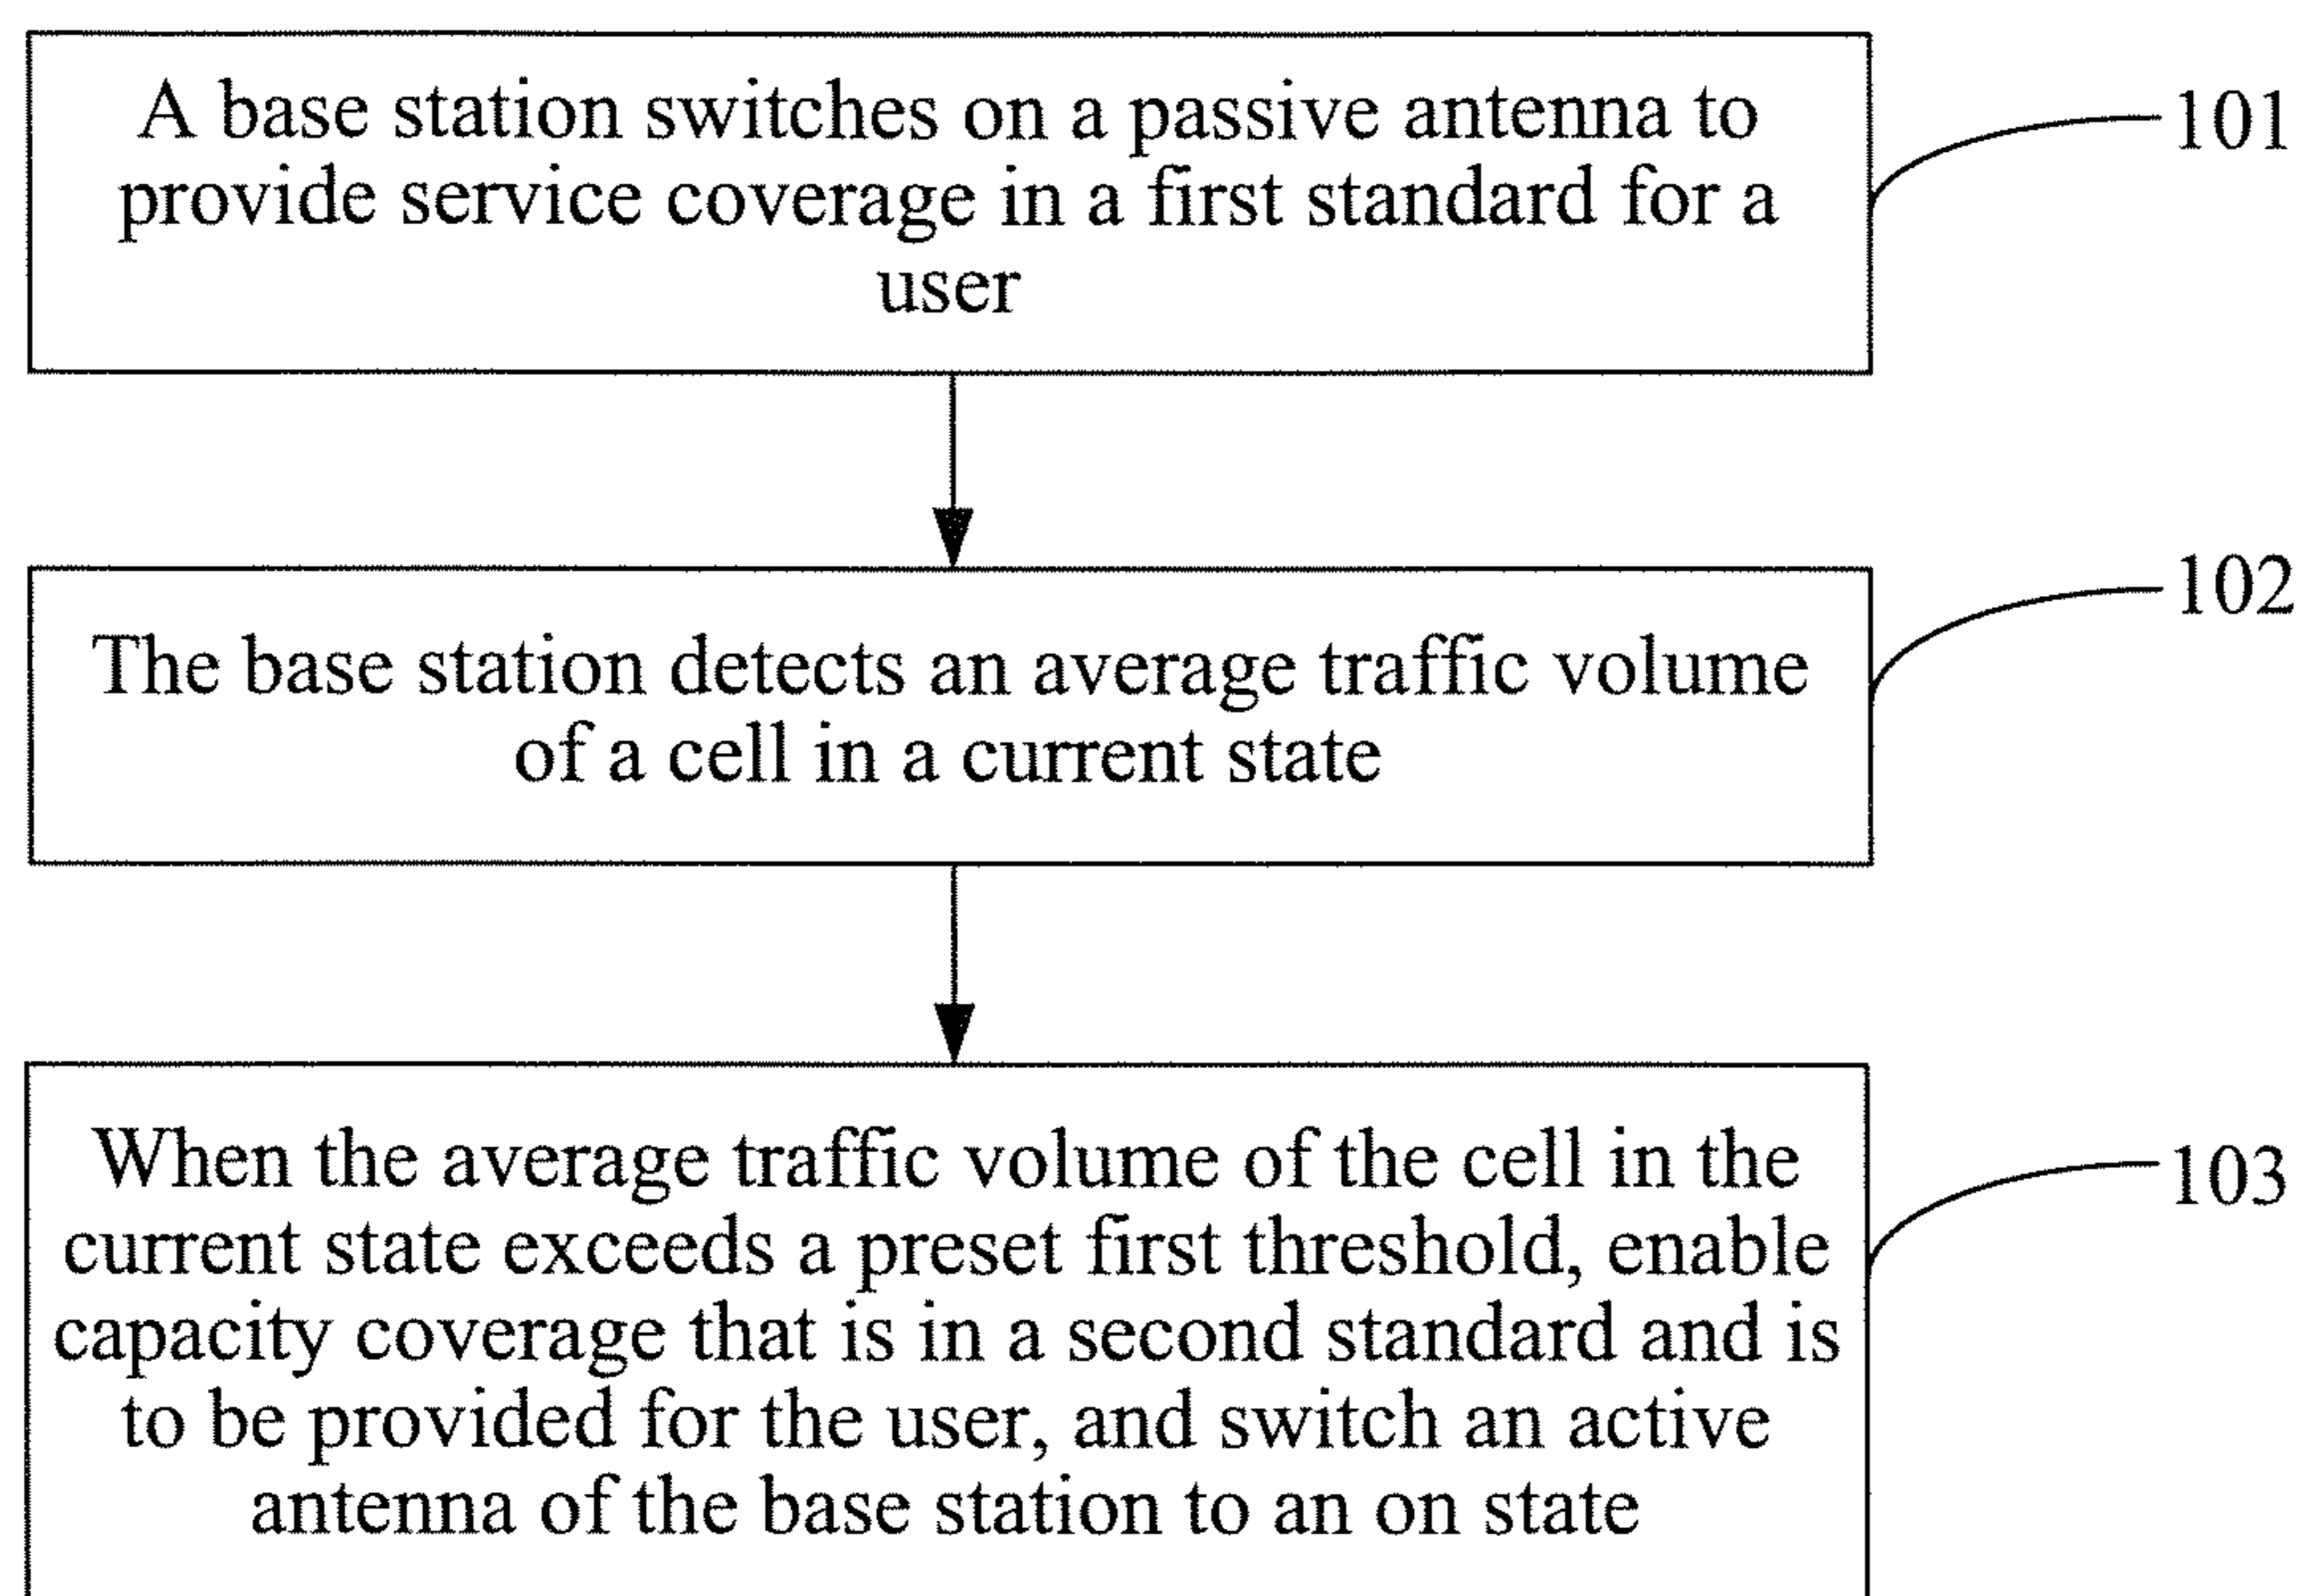 A base station switches on a passive antenna to
provide service coverage in a first standard for a
user
101
The base station detects an average traffic volume
of a cell in a current state
102
When the average traffic volume of the cell in the
current state exceeds a preset first threshold, enable
capacity coverage that is in a second standard and is
to be provided for the user, and switch an active
antenna of the base station to an on state
103